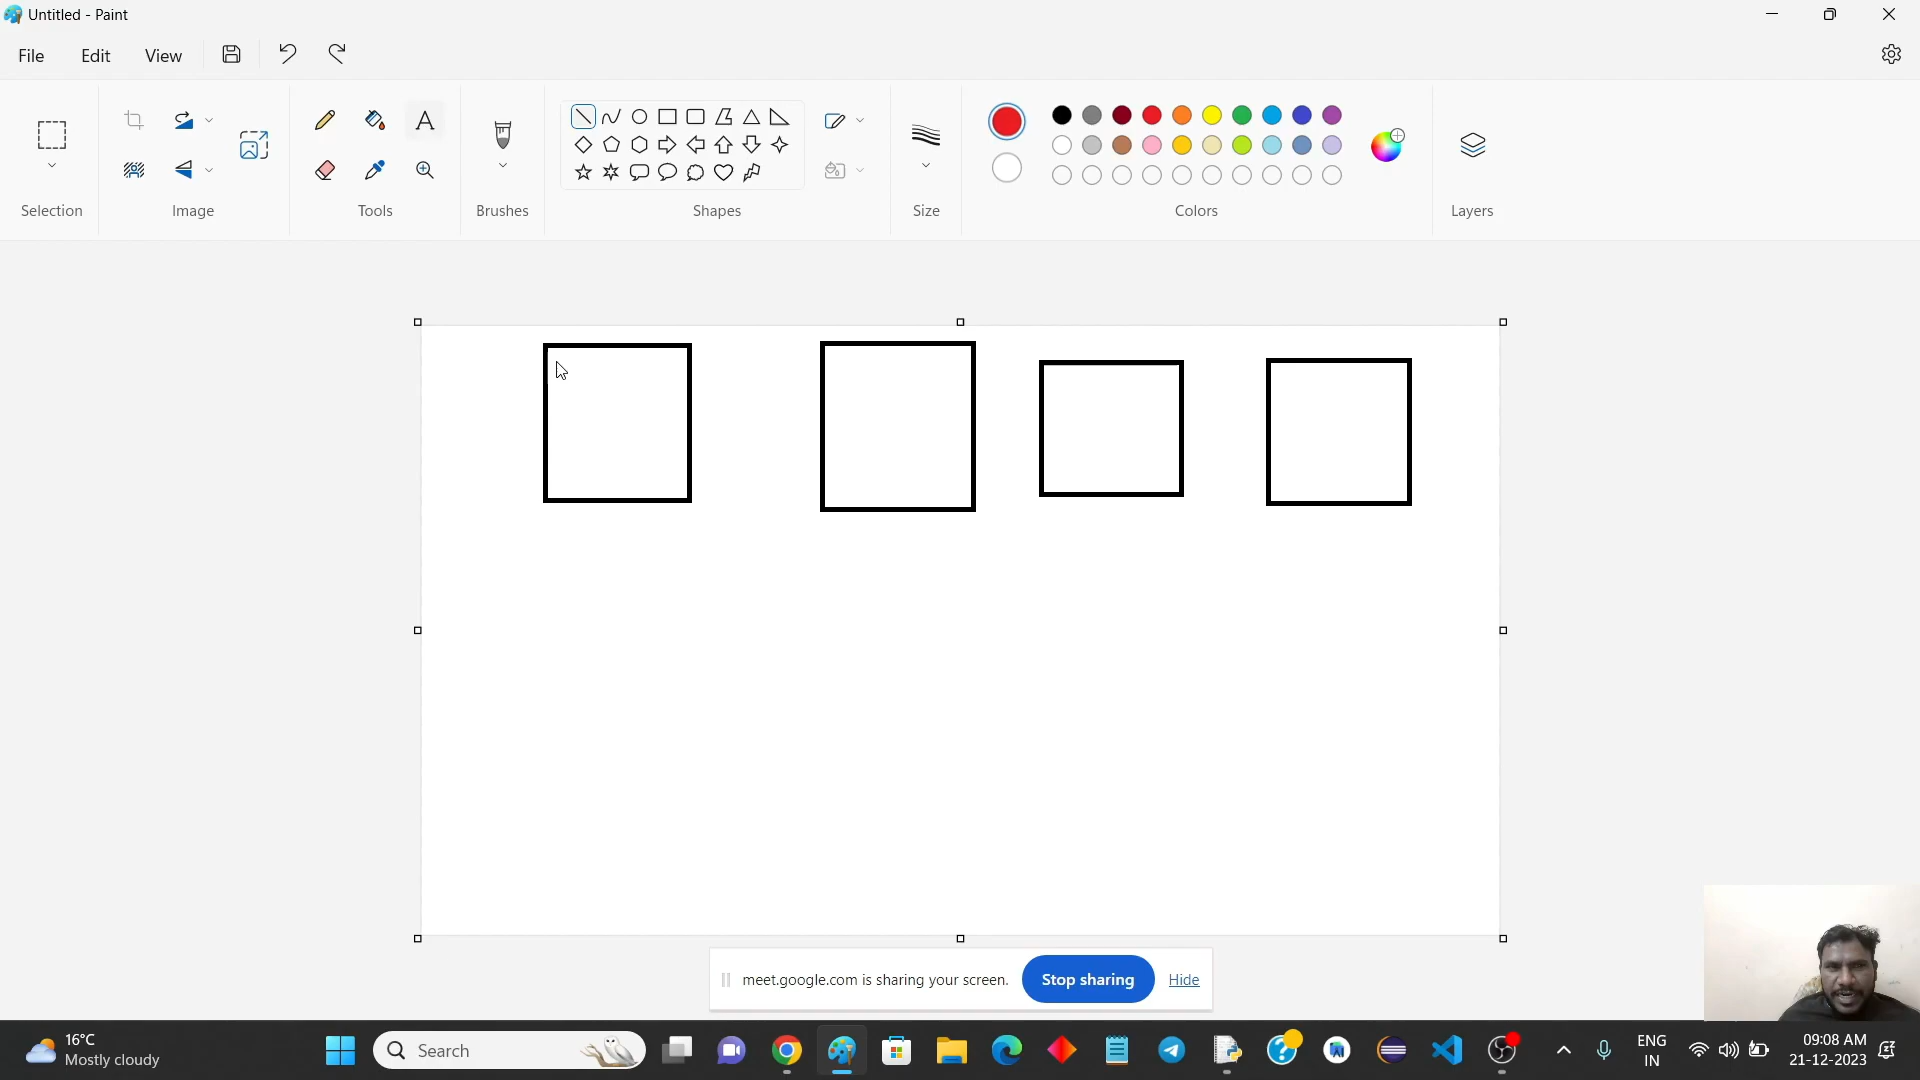 Untitled - Paint
File Edit View
Selection Image Tools Brushes Shapes Size Colors Layers
meet.google.com is sharing your screen. Stop sharing Hide
16°C
Mostly cloudy
Search
ENG
IN
09:08 AM
21-12-2023